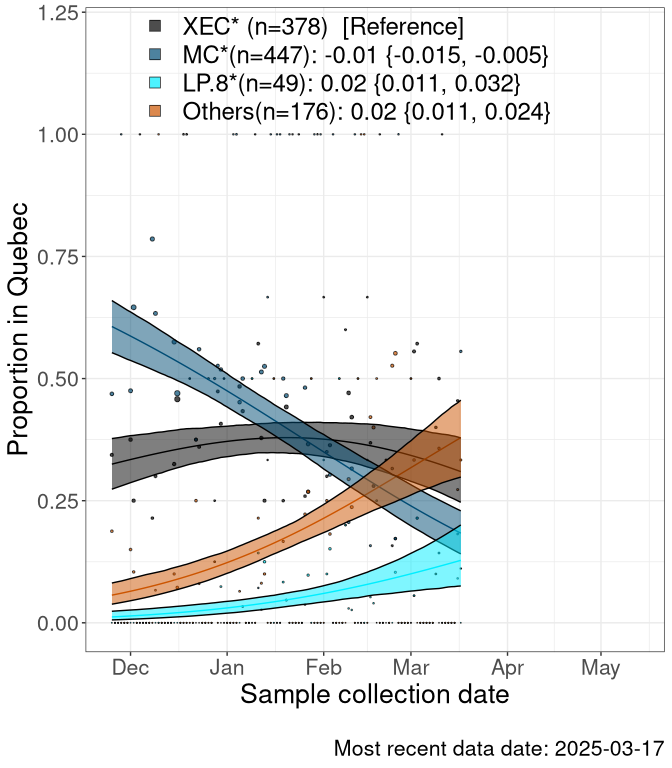 XEC* (n=378) [Reference]
MC*(n=447): -0.01 {-0.015, -0.005}
LP.8*(n=49): 0.02 {0.011, 0.032}
Others(n=176): 0.02 {0.011, 0.024}
Proportion in Quebec
1.25
1.00
0.75
0.50
0.25
0.00
Dec Jan Feb Mar Apr May
Sample collection date
Most recent data date: 2025-03-17